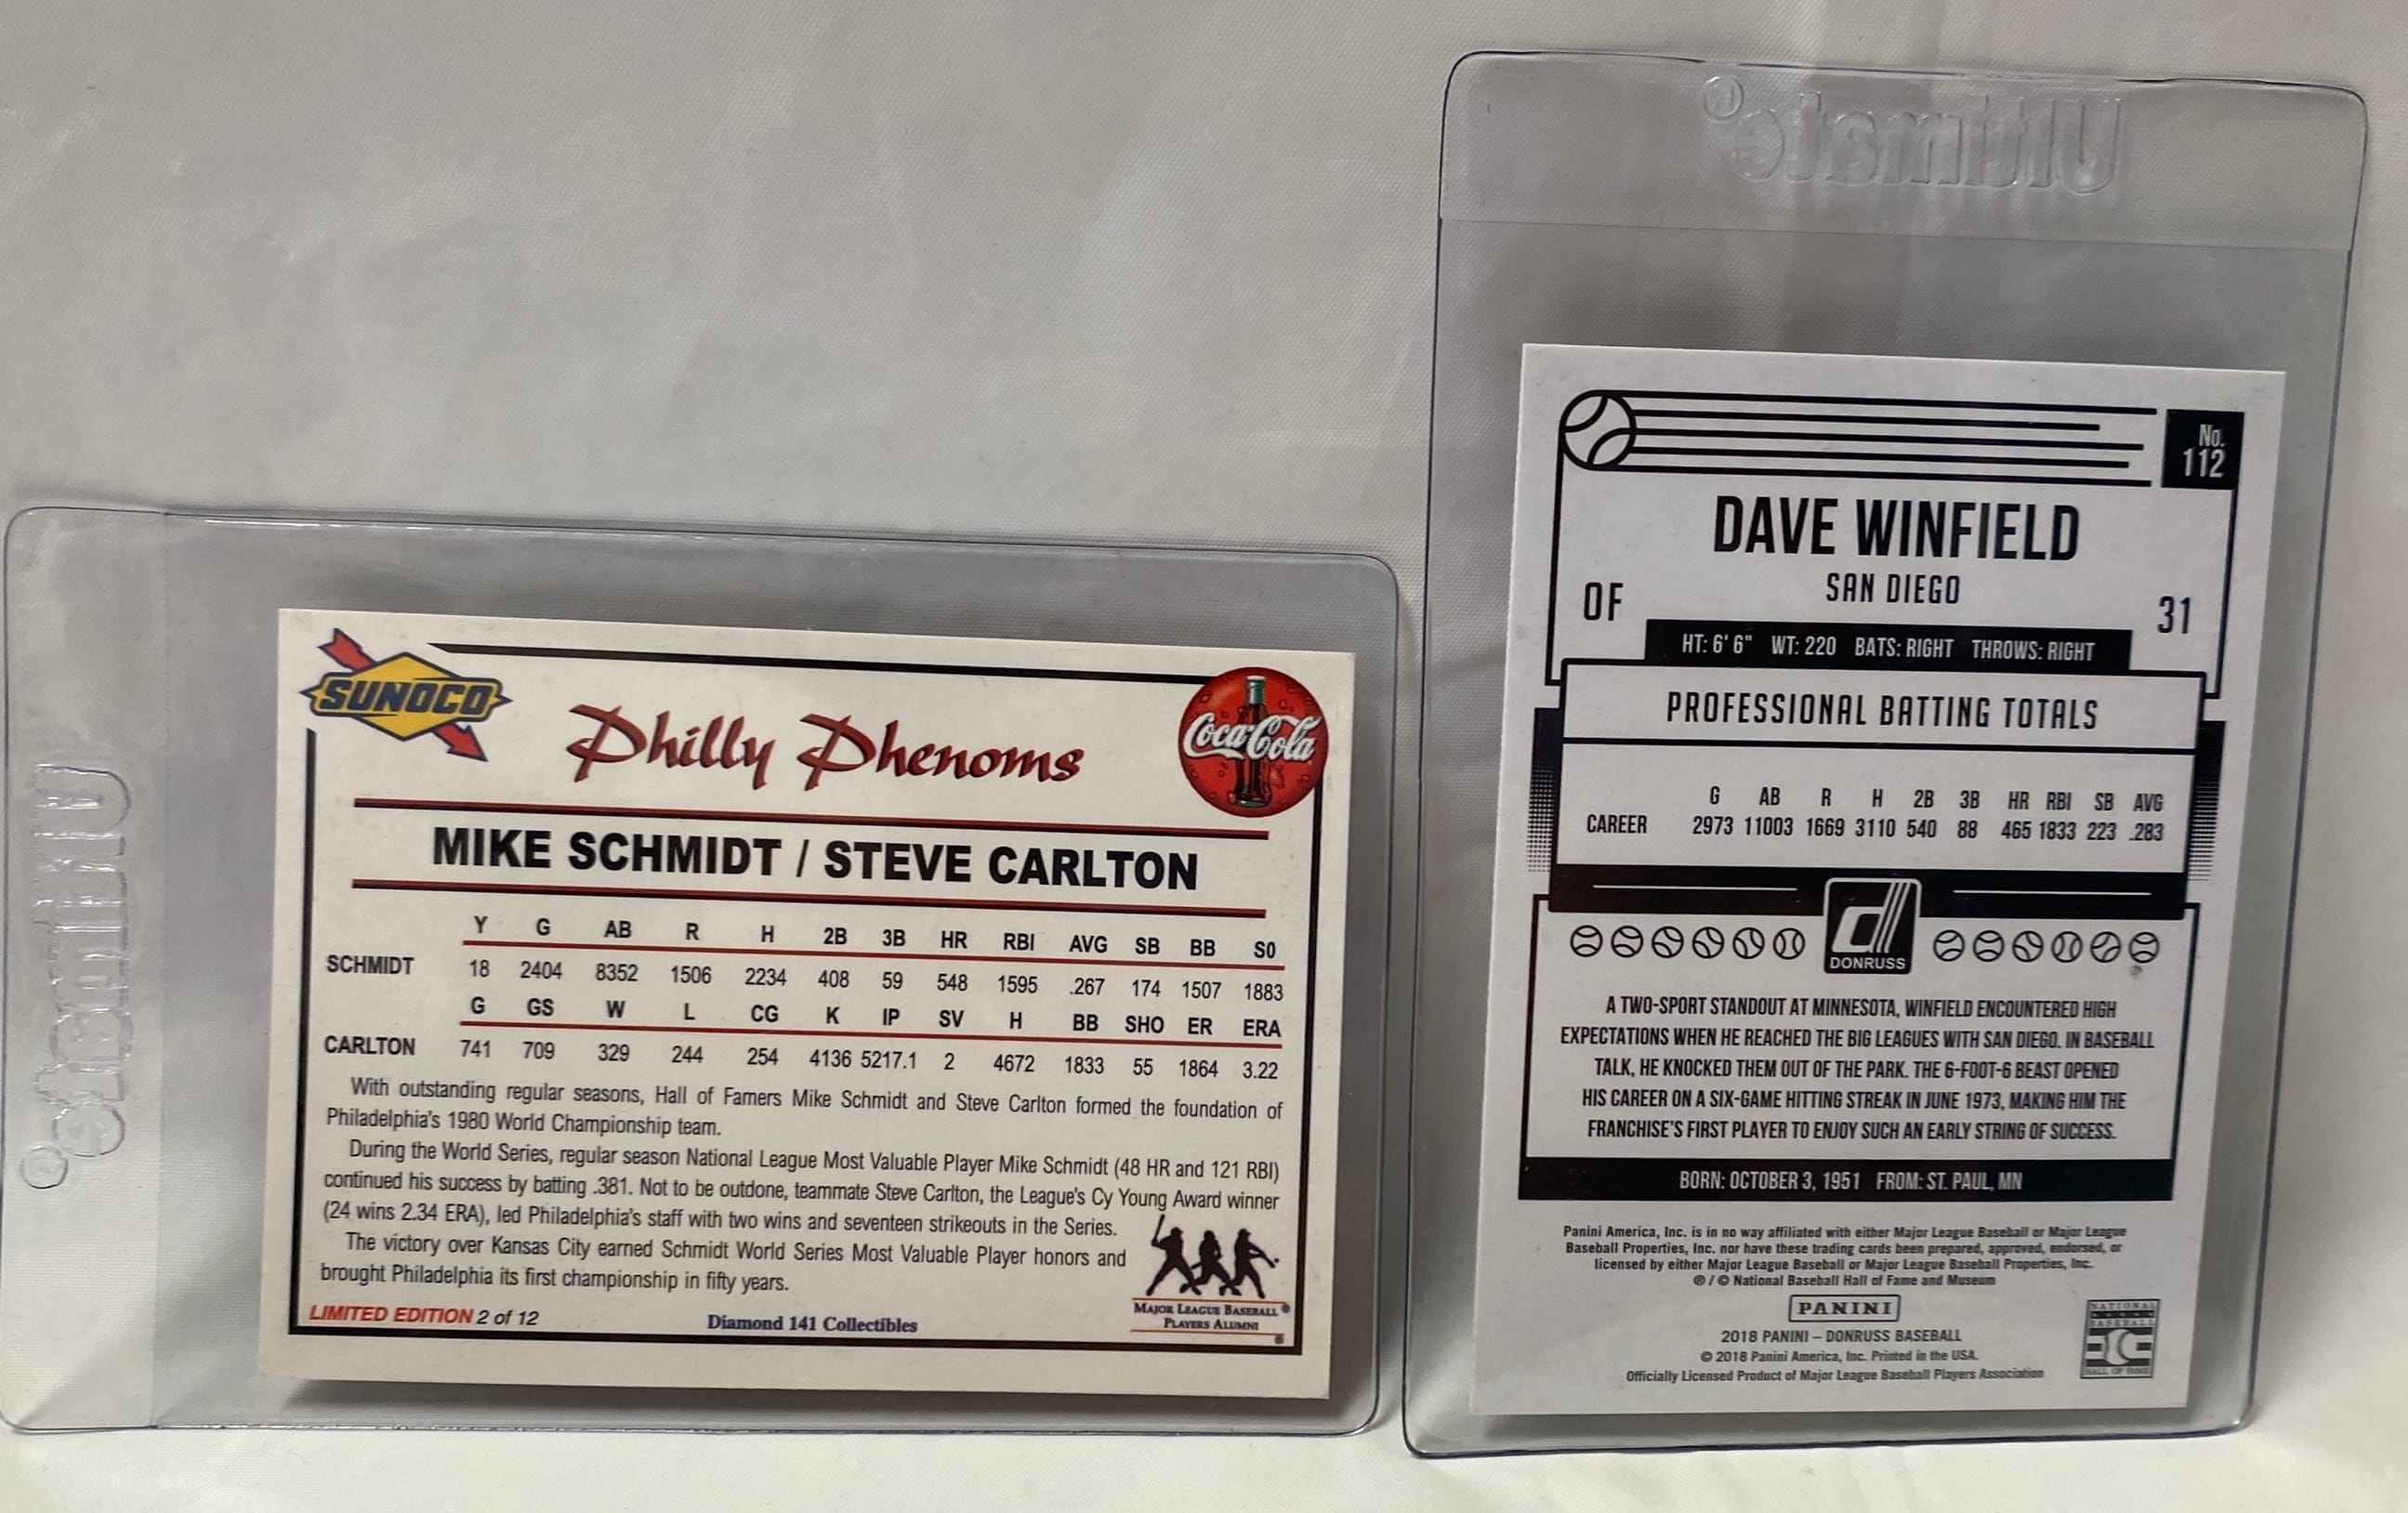 Ultimate®
SUNOCO
Philly Phenoms
Coca-Cola
MIKE SCHMIDT / STEVE CARLTON
Y G AB R H 2B 3B HR RBI AVG SB BB S0
SCHMIDT 18 2404 8352 1506 2234 408 59 548 1595 .267 174 1507 1883
G GS W L CG K IP SV H BB SHO ER ERA
CARLTON 741 709 329 244 254 4136 5217.1 2 4672 1833 55 1864 3.22
With outstanding regular seasons, Hall of Famers Mike Schmidt and Steve Carlton formed the foundation of
Philadelphia's 1980 World Championship team.
During the World Series, regular season National League Most Valuable Player Mike Schmidt (48 HR and 121 RBI)
continued his success by batting .381. Not to be outdone, teammate Steve Carlton, the League's Cy Young Award winner
(24 wins 2.34 ERA), led Philadelphia's staff with two wins and seventeen strikeouts in the Series.
The victory over Kansas City earned Schmidt World Series Most Valuable Player honors and
brought Philadelphia its first championship in fifty years.
LIMITED EDITION 2 of 12
Diamond 141 Collectibles
MAJOR LEAGUE BASEBALL®
PLAYERS ALUMNI
Ultimate®
No.
112
DAVE WINFIELD
SAN DIEGO
OF 31
HT: 6' 6" WT: 220 BATS: RIGHT THROWS: RIGHT
PROFESSIONAL BATTING TOTALS
G AB R H 2B 3B HR RBI SB AVG
CAREER 2973 11003 1669 3110 540 88 465 1833 223 .283
DONRUSS
A TWO-SPORT STANDOUT AT MINNESOTA, WINFIELD ENCOUNTERED HIGH
EXPECTATIONS WHEN HE REACHED THE BIG LEAGUES WITH SAN DIEGO. IN BASEBALL
TALK, HE KNOCKED THEM OUT OF THE PARK. THE 6-FOOT-6 BEAST OPENED
HIS CAREER ON A SIX-GAME HITTING STREAK IN JUNE 1973, MAKING HIM THE
FRANCHISE'S FIRST PLAYER TO ENJOY SUCH AN EARLY STRING OF SUCCESS.
BORN: OCTOBER 3, 1951 FROM: ST. PAUL, MN
Panini America, Inc. is in no way affiliated with either Major League Baseball or Major League
Baseball Properties, Inc. nor have these trading cards been prepared, approved, endorsed, or
licensed by either Major League Baseball or Major League Baseball Properties, Inc.
® / © National Baseball Hall of Fame and Museum
PANINI
2018 PANINI – DONRUSS BASEBALL
© 2018 Panini America, Inc. Printed in the USA.
Officially Licensed Product of Major League Baseball Players Association
NATIONAL
BASEBALL
HALL OF FAME